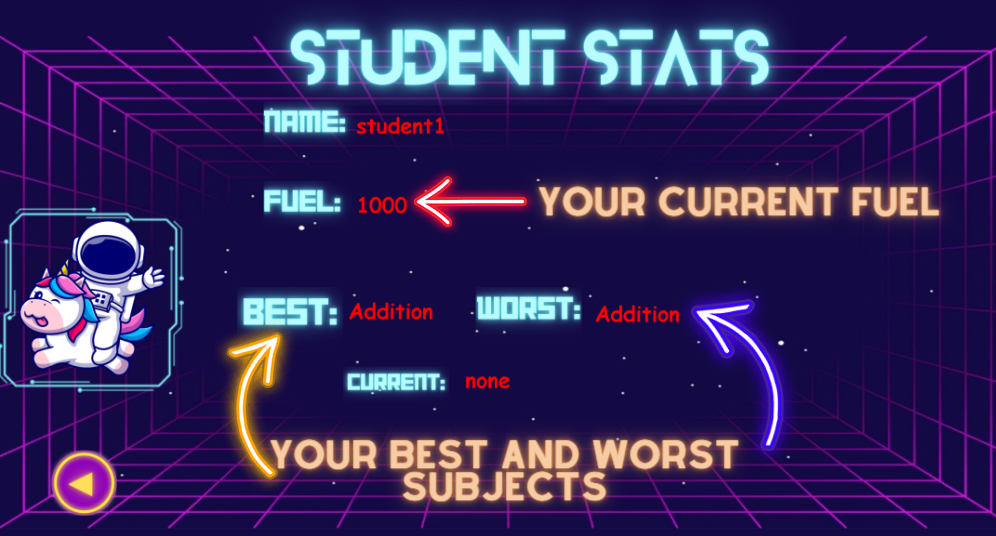 STUDENT STATS
NAME: student1
FUEL: 1000 YOUR CURRENT FUEL
BEST: Addition WORST: Addition
CURRENT: none
YOUR BEST AND WORST
SUBJECTS